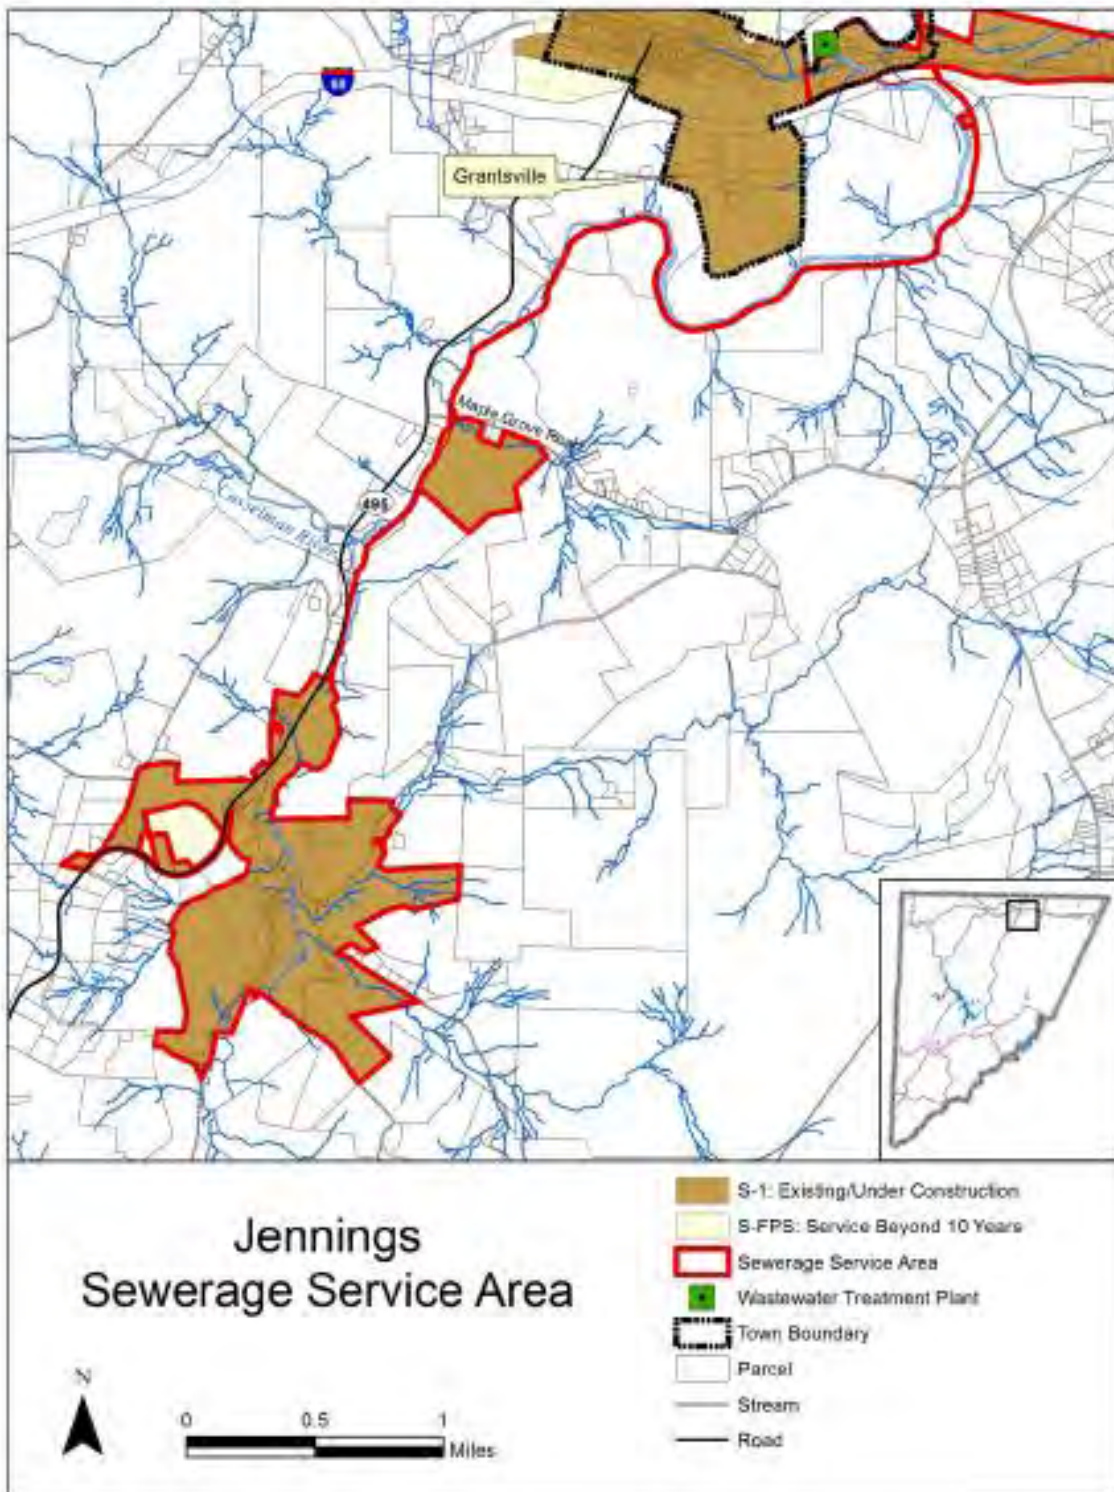 68
Grantsville
Maple Grove Road
495
Casselman River
Jennings
Sewerage Service Area
N
0 0.5 1
Miles
S-1: Existing/Under Construction
S-FPS: Service Beyond 10 Years
Sewerage Service Area
Wastewater Treatment Plant
Town Boundary
Parcel
Stream
Road